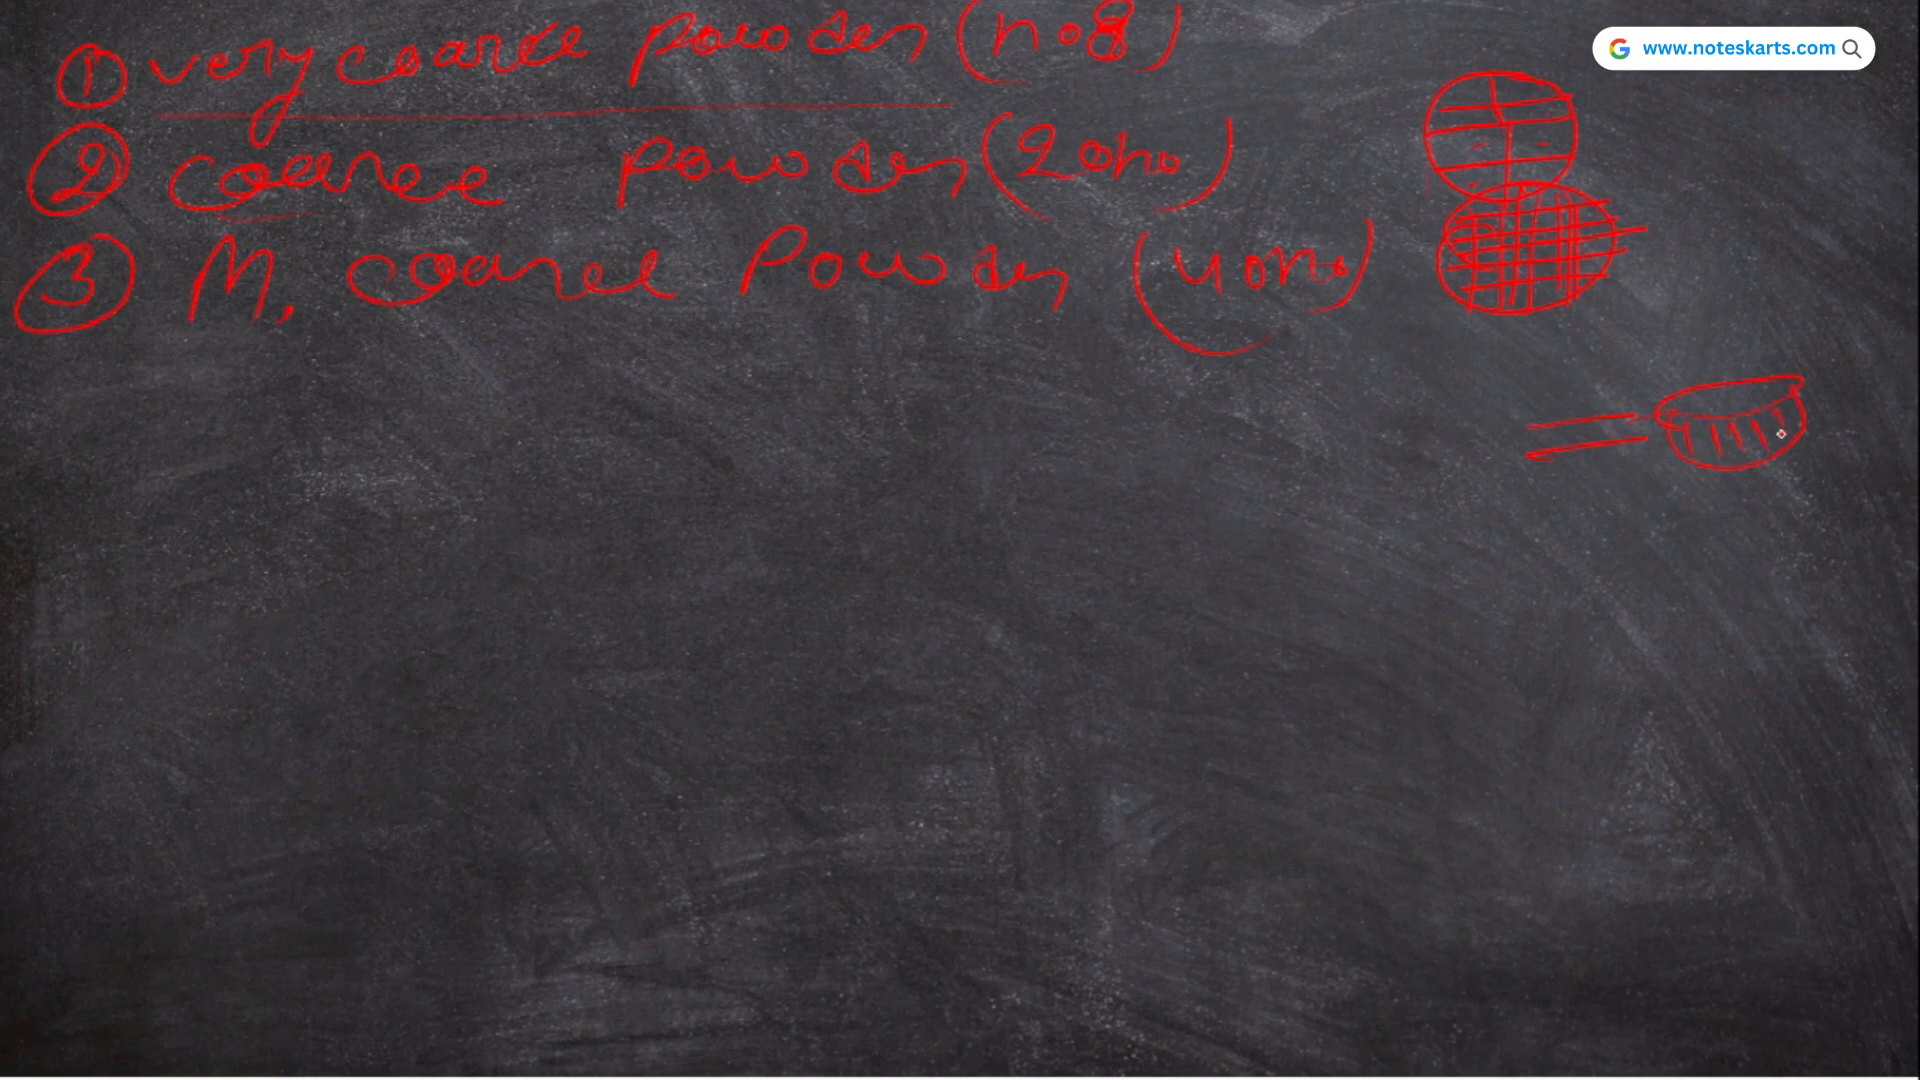 ① very coarse powder (no 8)
www.noteskarts.com
② coarse powder (20 no)
③ M. coarse Powder (40 no)